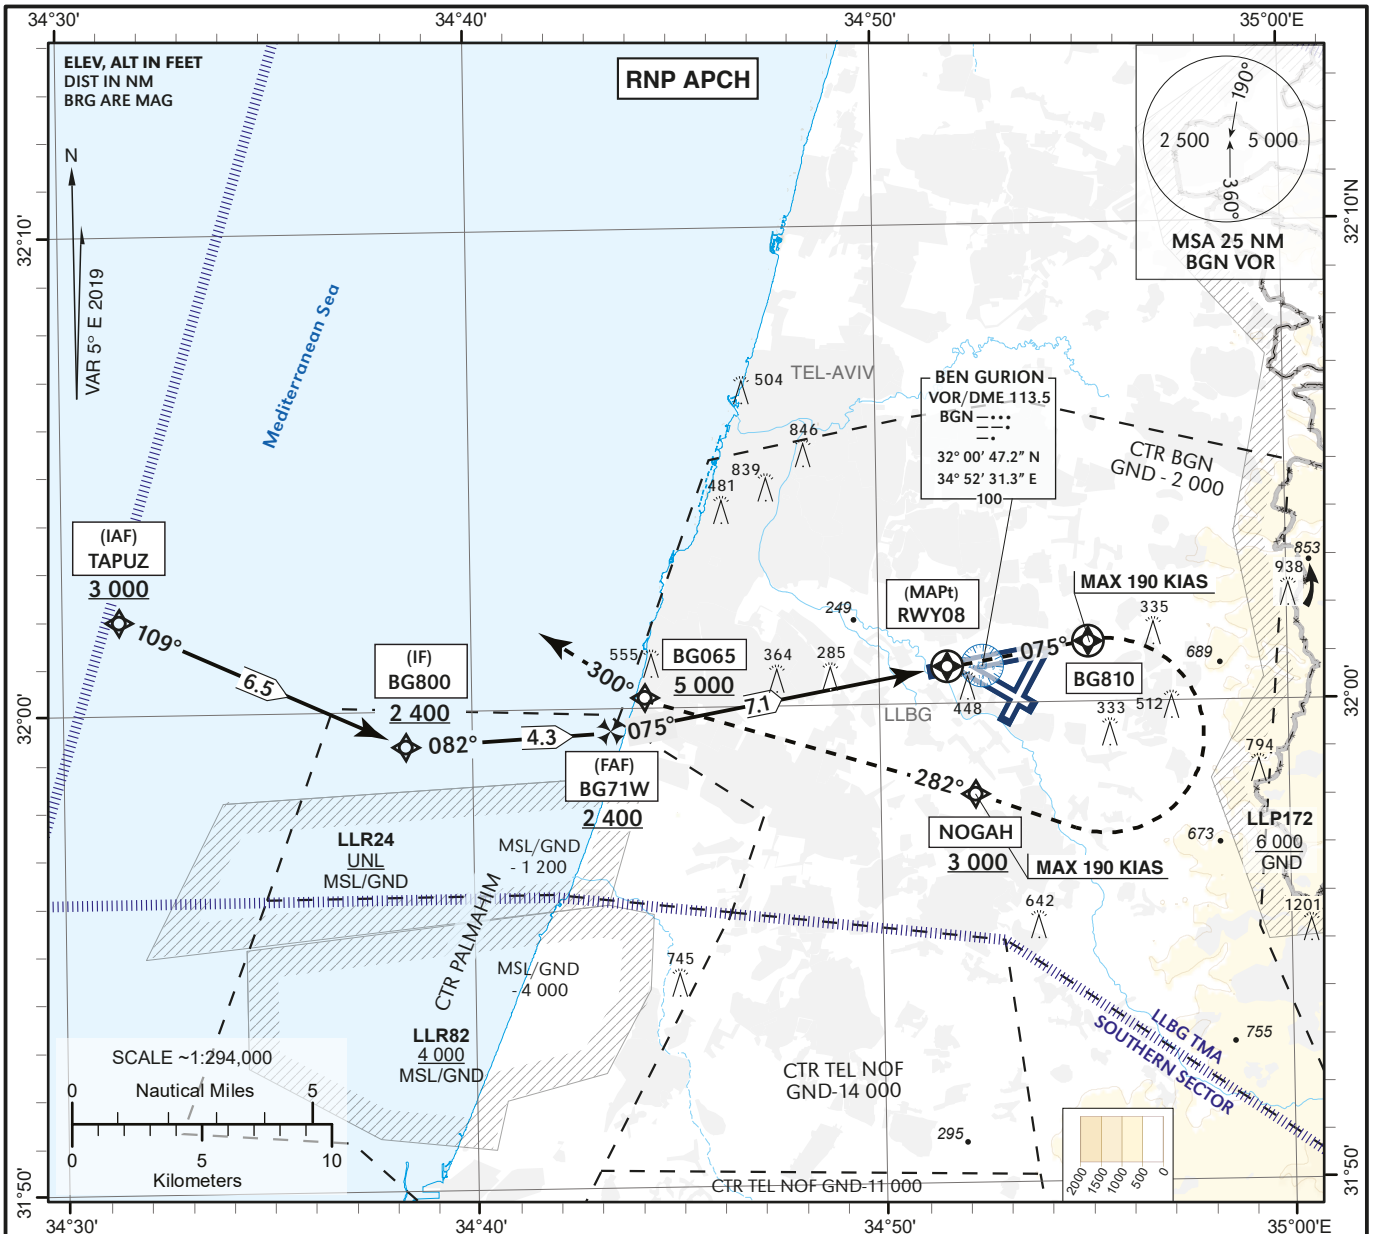 34°30'
34°40'
34°50'
35°00'E
ELEV, ALT IN FEET
DIST IN NM
BRG ARE MAG
RNP APCH
190°
2 500
5 000
360°
MSA 25 NM
BGN VOR
N
VAR 5° E 2019
32°10'
32°10'N
Mediterranean Sea
504
TEL-AVIV
BEN GURION
VOR/DME 113.5
BGN
32° 00' 47.2" N
34° 52' 31.3" E
100
846
839
481
CTR BGN
GND - 2 000
(IAF)
TAPUZ
3 000
109°
6.5
(IF)
BG800
2 400
082°
4.3
300°
555
BG065
5 000
075°
7.1
364
285
249
(MAPt)
RWY08
MAX 190 KIAS
075°
335
BG810
689
853
938
448
LLBG
333
512
32°00'
32°00'
(FAF)
BG71W
2 400
282°
NOGAH
3 000
MAX 190 KIAS
794
LLP172
6 000
GND
673
1201
642
LLR24
UNL
MSL/GND
MSL/GND
- 1 200
CTR PALMAHIM
MSL/GND
- 4 000
745
LLR82
4 000
MSL/GND
LLBG TMA
SOUTHERN SECTOR
755
CTR TEL NOF
GND-14 000
295
CTR TEL NOF GND-11 000
SCALE ~1:294,000
0
5
Nautical Miles
0
5
10
Kilometers
2000
1500
1000
500
0
31°50'
31°50'
34°30'
34°40'
34°50'
35°00'E